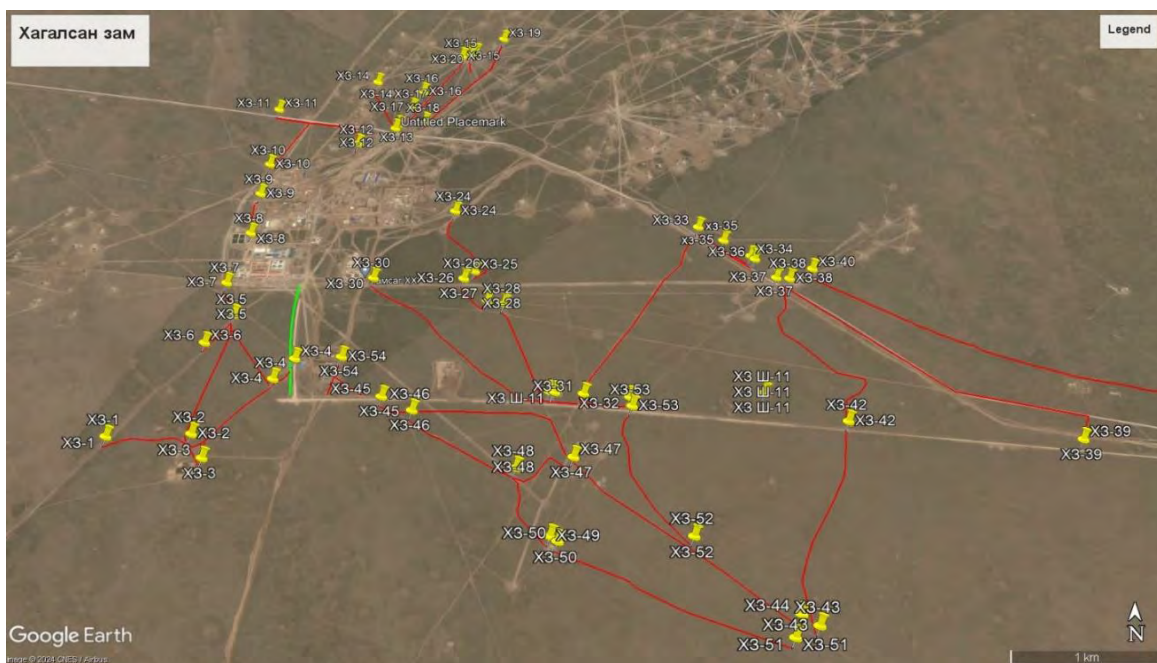 Хагалсан зам
Legend
ХЗ-19
ХЗ-15
ХЗ-20
ХЗ-15
ХЗ-14
ХЗ-16
ХЗ-14
ХЗ-17
ХЗ-16
ХЗ-11
ХЗ-11
ХЗ-17
ХЗ-18
Untitled Placemark
ХЗ-12
ХЗ-13
ХЗ-12
ХЗ-10
ХЗ-10
ХЗ-9
ХЗ-9
ХЗ-24
ХЗ-24
ХЗ-8
ХЗ-8
ХЗ-33
ХЗ-35
ХЗ-35
ХЗ-36
ХЗ-34
ХЗ-7
ХЗ-7
ХЗ-30
ХЗ-30
ХЗ-26
ХЗ-25
ХЗ-26
ХЗ-38
ХЗ-40
ХЗ-37
ХЗ-38
ХЗ-37
ХЗ-27
ХЗ-28
ХЗ-28
ХЗ-5
ХЗ-5
ХЗ-6
ХЗ-6
ХЗ-4
ХЗ-4
ХЗ-54
ХЗ-54
ХЗ-45
ХЗ-46
ХЗ-45
ХЗ-46
ХЗ-31
ХЗ Ш-11
ХЗ-32
ХЗ-53
ХЗ-53
ХЗ Ш-11
ХЗ Ш-11
ХЗ Ш-11
ХЗ-42
ХЗ-42
ХЗ-39
ХЗ-39
ХЗ-1
ХЗ-1
ХЗ-2
ХЗ-2
ХЗ-3
ХЗ-3
ХЗ-48
ХЗ-48
ХЗ-47
ХЗ-47
ХЗ-50
ХЗ-49
ХЗ-50
ХЗ-52
ХЗ-52
ХЗ-44
ХЗ-43
ХЗ-43
ХЗ-51
ХЗ-51
Google Earth
Image © 2024 CNES / Airbus
N
1 km